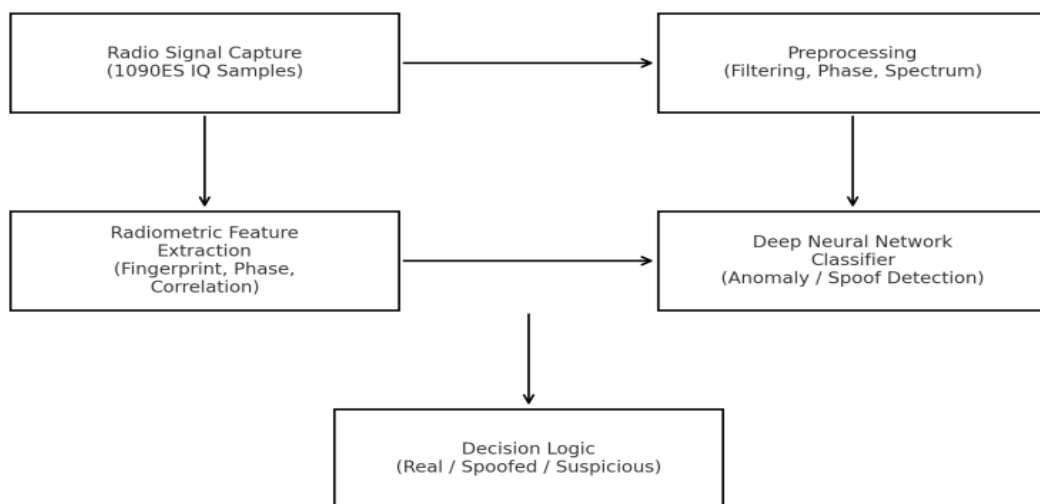 Radio Signal Capture
(1090ES IQ Samples)
Preprocessing
(Filtering, Phase, Spectrum)
Radiometric Feature
Extraction
(Fingerprint, Phase,
Correlation)
Deep Neural Network
Classifier
(Anomaly / Spoof Detection)
Decision Logic
(Real / Spoofed / Suspicious)